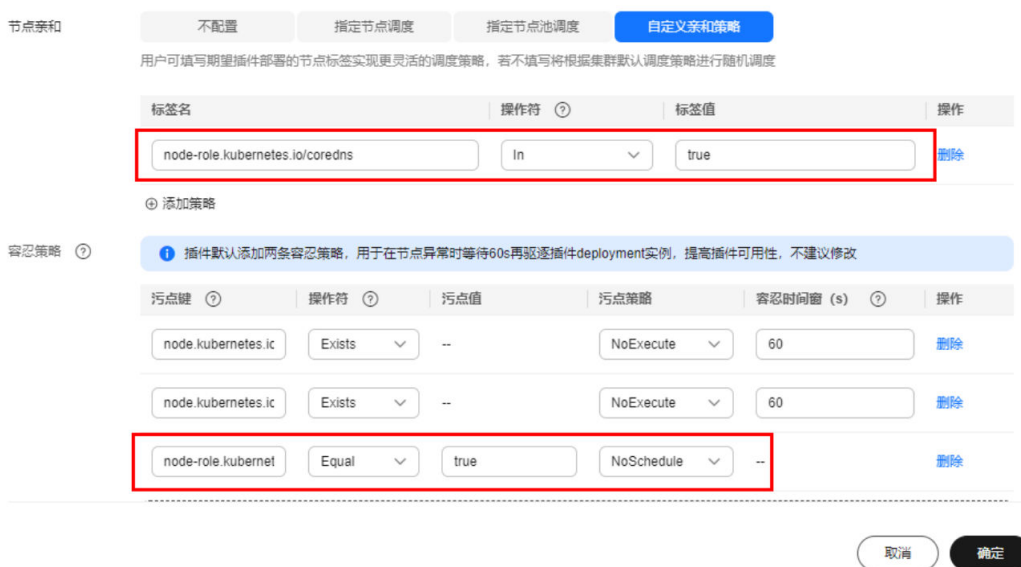 节点亲和 不配置 指定节点调度 指定节点池调度 自定义亲和策略
用户可填写期望插件部署的节点标签实现更灵活的调度策略，若不填写将根据集群默认调度策略进行随机调度
标签名 操作符 ? 标签值 操作
node-role.kubernetes.io/coredns In true 删除
⊕ 添加策略
容忍策略 ? i 插件默认添加两条容忍策略，用于在节点异常时等待60s再驱逐插件deployment实例，提高插件可用性，不建议修改
污点键 ? 操作符 ? 污点值 污点策略 容忍时间窗 (s) ? 操作
node.kubernetes.ic Exists -- NoExecute 60 删除
node.kubernetes.ic Exists -- NoExecute 60 删除
node-role.kubernet Equal true NoSchedule -- 删除
取消 确定